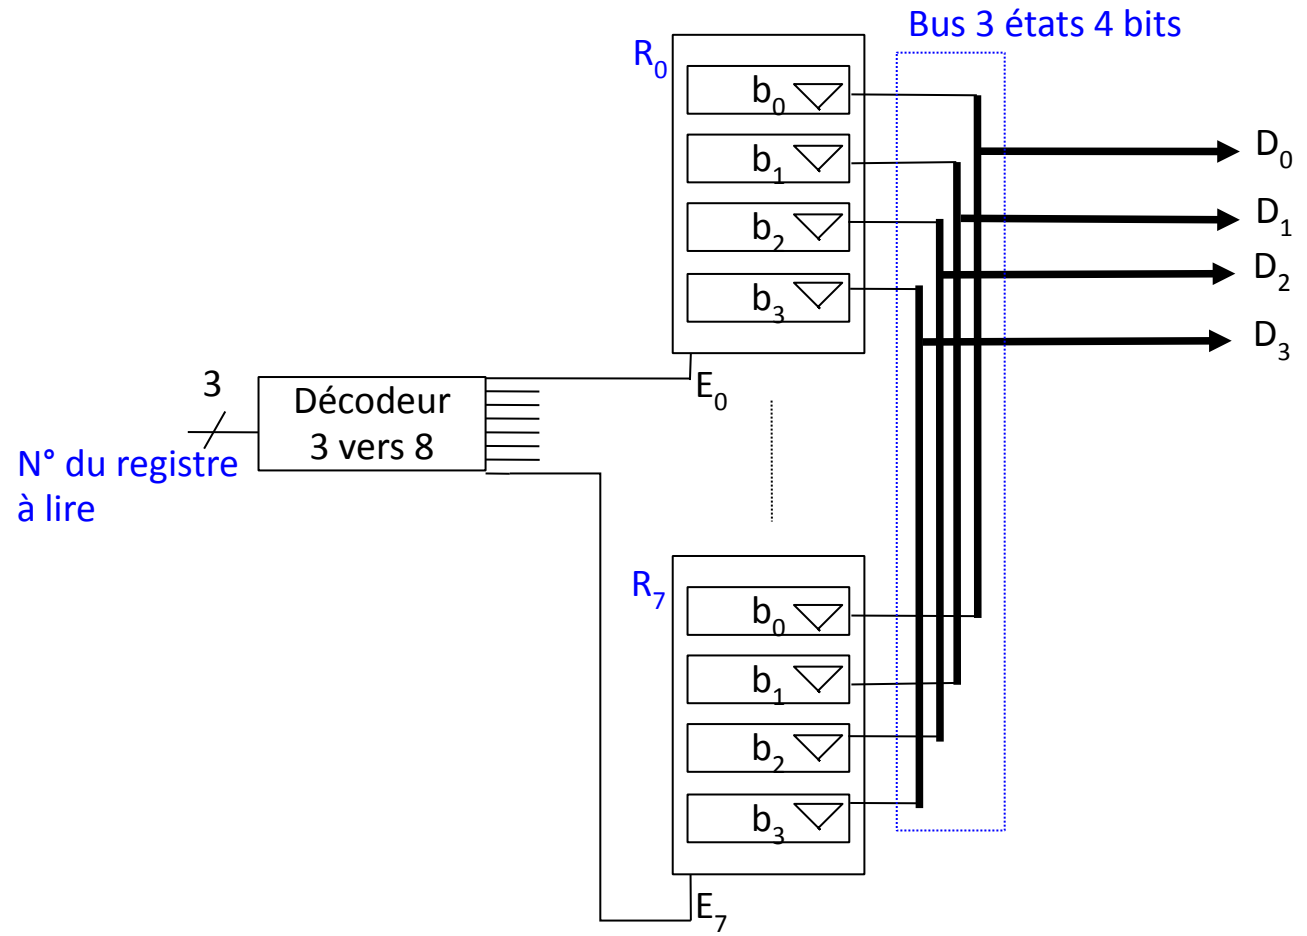 Bus 3 états 4 bits
R0
b0
b1
b2
b3
D0
D1
D2
D3
E0
3
Décodeur
3 vers 8
N° du registre
à lire
R7
b0
b1
b2
b3
E7